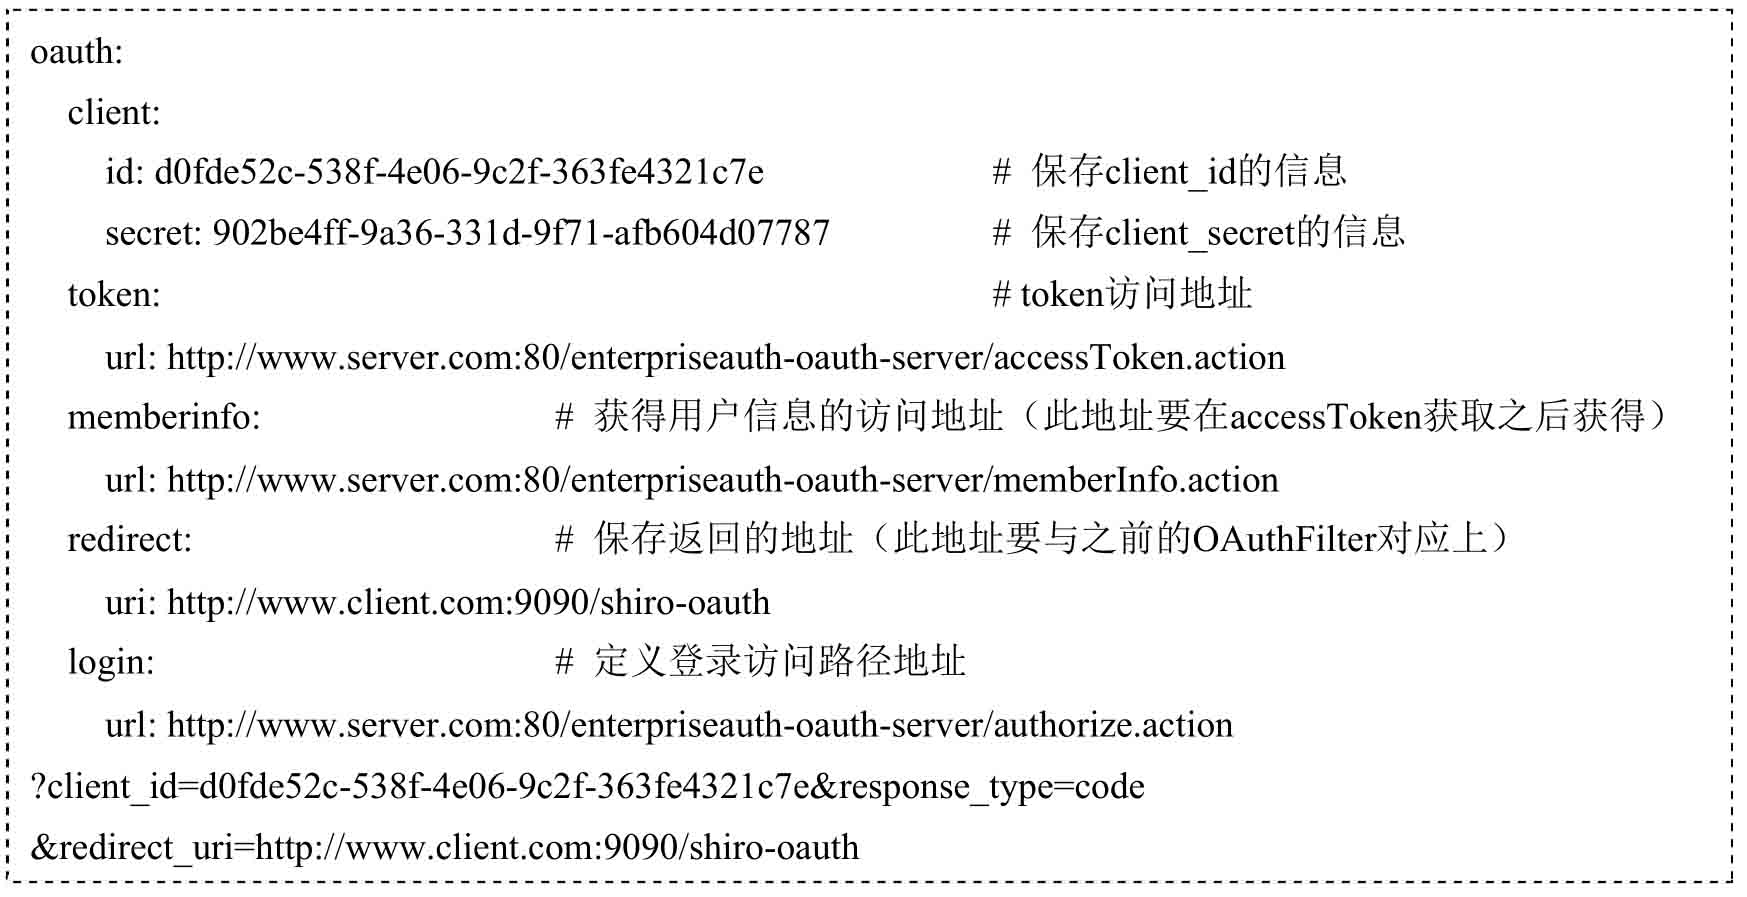 oauth:
client:
id: d0fde52c-538f-4e06-9c2f-363fe4321c7e # 保存client_id的信息
secret: 902be4ff-9a36-331d-9f71-afb604d07787 # 保存client_secret的信息
token: # token访问地址
url: http://www.server.com:80/enterpriseauth-oauth-server/accessToken.action
memberinfo: # 获得用户信息的访问地址（此地址要在accessToken获取之后获得）
url: http://www.server.com:80/enterpriseauth-oauth-server/memberInfo.action
redirect: # 保存返回的地址（此地址要与之前的OAuthFilter对应上）
uri: http://www.client.com:9090/shiro-oauth
login: # 定义登录访问路径地址
url: http://www.server.com:80/enterpriseauth-oauth-server/authorize.action
?client_id=d0fde52c-538f-4e06-9c2f-363fe4321c7e&response_type=code
&redirect_uri=http://www.client.com:9090/shiro-oauth